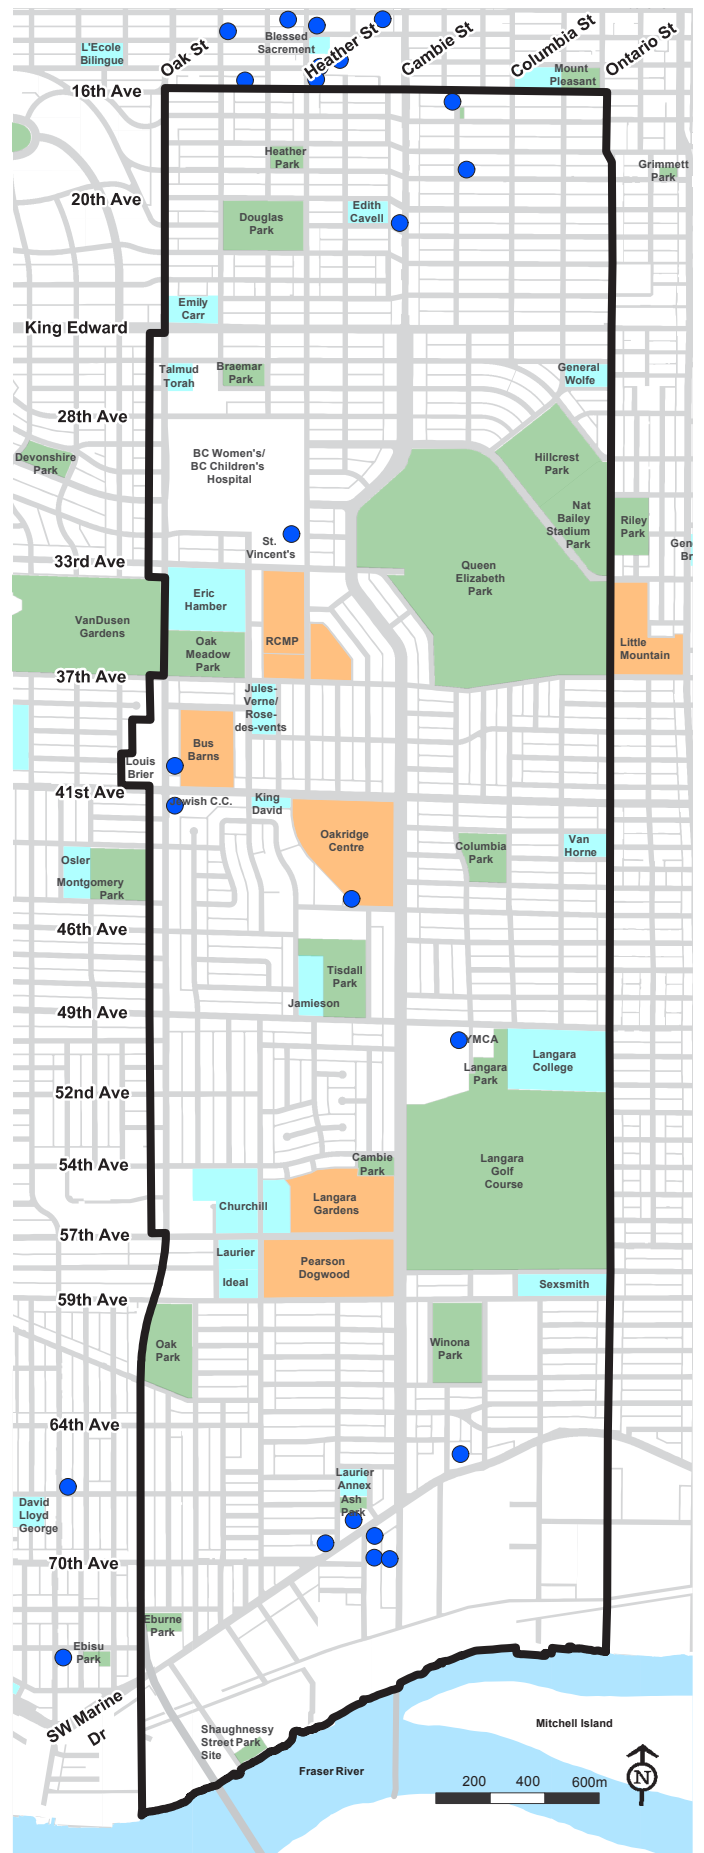 L'Ecole
Bilingue
Oak St
Blessed
Sacrement
Heather St
Cambie St
Columbia St
Ontario St
Mount
Pleasant
16th Ave
Heather
Park
Grimmett
Park
20th Ave
Douglas
Park
Edith
Cavell
Emily
Carr
King Edward
Talmud
Torah
Braemar
Park
General
Wolfe
28th Ave
Devonshire
Park
BC Women's/
BC Children's
Hospital
Hillcrest
Park
Nat
Bailey
Stadium
Park
Riley
Park
St.
Vincent's
Gen
Br
33rd Ave
Queen
Elizabeth
Park
Eric
Hamber
VanDusen
Gardens
Oak
Meadow
Park
RCMP
Little
Mountain
37th Ave
Jules-
Verne/
Rose-
des-vents
Bus
Barns
Louis
Brier
41st Ave
Jewish C.C.
King
David
Oakridge
Centre
Columbia
Park
Van
Horne
Osler
Montgomery
Park
46th Ave
Tisdall
Park
Jamieson
49th Ave
YMCA
Langara
Park
Langara
College
52nd Ave
54th Ave
Cambie
Park
Langara
Golf
Course
Churchill
Langara
Gardens
57th Ave
Laurier
Ideal
Pearson
Dogwood
Sexsmith
59th Ave
Oak
Park
Winona
Park
64th Ave
Laurier
Annex
Ash
Park
David
Lloyd
George
70th Ave
Eburne
Park
Ebisu
Park
SW Marine
Dr
Shaughnessy
Street Park
Site
Mitchell Island
Fraser River
N
200 400 600m